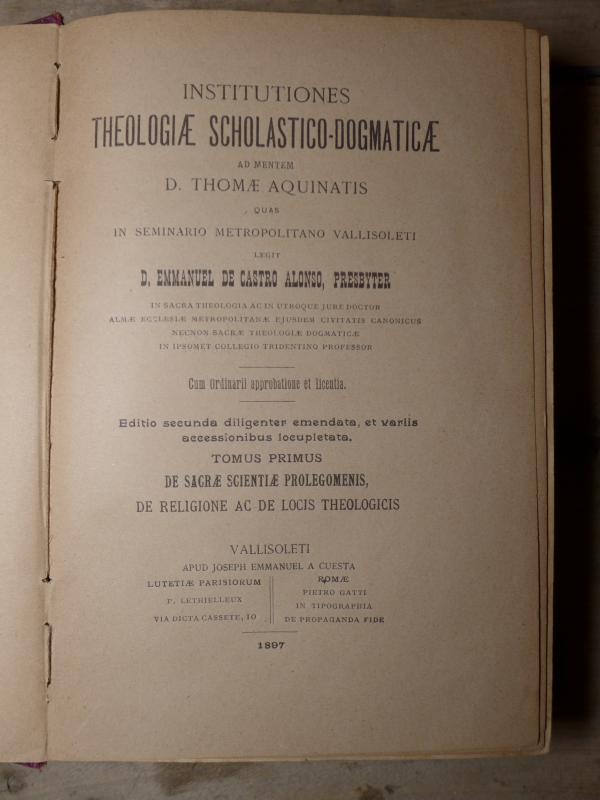 INSTITUTIONES
THEOLOGIÆ SCHOLASTICO-DOGMATICÆ
AD MENTEM
D. THOMÆ AQUINATIS
QUAS
IN SEMINARIO METROPOLITANO VALLISOLETI
LEGIT
D. EMMANUEL DE CASTRO ALONSO, PRESBYTER
IN SACRA THEOLOGIA AC IN UTROQUE JURE DOCTOR
ALMÆ ECCLESIÆ METROPOLITANÆ EJUSDEM CIVITATIS CANONICUS
NECNON SACRÆ THEOLOGIÆ DOGMATICÆ
IN IPSOMET COLLEGIO TRIDENTINO PROFESSOR
Cum Ordinarii approbatione et licentia.
Editio secunda diligenter emendata, et variis
accessionibus locupletata.
TOMUS PRIMUS
DE SACRÆ SCIENTIÆ PROLEGOMENIS,
DE RELIGIONE AC DE LOCIS THEOLOGICIS
VALLISOLETI
APUD JOSEPH EMMANUEL A CUESTA
LUTETIÆ PARISIORUM
P. LETHIELLEUX
VIA DICTA CASSETE, 10
ROMÆ
PIETRO GATTI
IN TIPOGRAPHIA
DE PROPAGANDA FIDE
1897